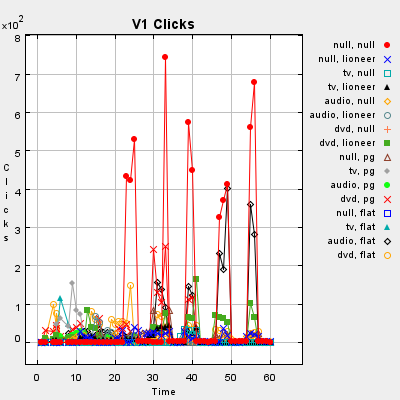 V1 Clicks
x10²
8
7
6
5
4
3
2
1
0
Clicks
0 10 20 30 40 50 60
Time
null, null
null, lioneer
tv, null
tv, lioneer
audio, null
audio, lioneer
dvd, null
dvd, lioneer
null, pg
tv, pg
audio, pg
dvd, pg
null, flat
tv, flat
audio, flat
dvd, flat